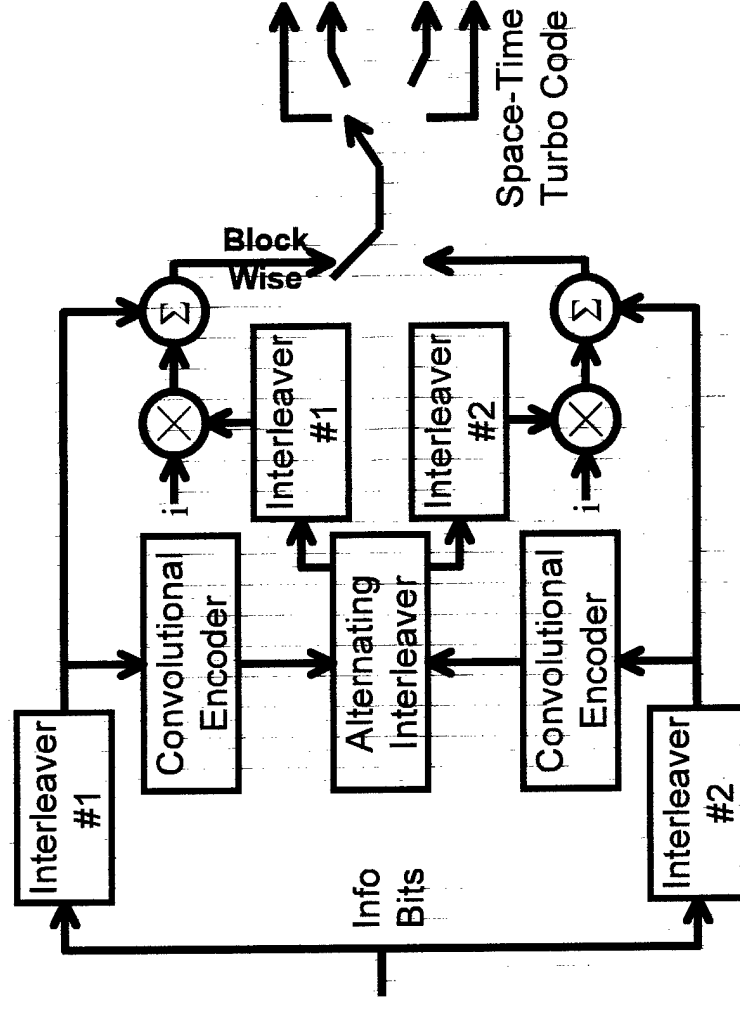 Info
Bits
Interleaver
#1
Interleaver
#2
Convolutional
Encoder
Alternating
Interleaver
Convolutional
Encoder
i
Interleaver
#1
Interleaver
#2
i
Σ
Σ
Block
Wise
Space-Time
Turbo Code